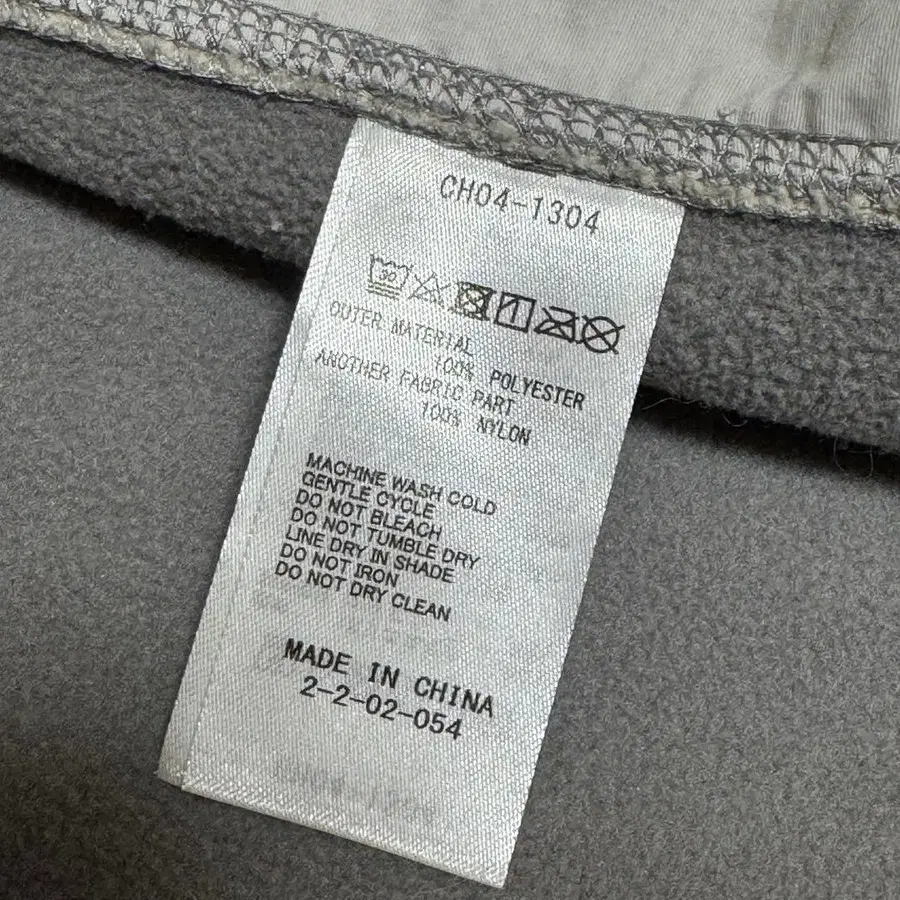 CH04-1304
30
OUTER MATERIAL
100% POLYESTER
ANOTHER FABRIC PART
100% NYLON
MACHINE WASH COLD
GENTLE CYCLE
DO NOT BLEACH
DO NOT TUMBLE DRY
LINE DRY IN SHADE
DO NOT IRON
DO NOT DRY CLEAN
MADE IN CHINA
2-2-02-054